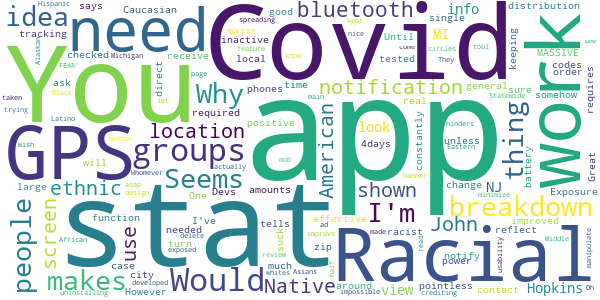 idea
need
Covid
bluetooth
info
distribution
Caucasian
says
tracking
MI
good
major
Hispanic
inactive
feature
receive
local
Devs
checked
Until
tested
single
spreading
Alaskan
FEAR'
Michigan
kept
circles
tool
nice
know
come
They
You
Why
ask
time
direct
phones
notification
keeping
Work
MASSIVE
codes
order
Statewide
somehow
page
let
Black
Latino
taken
trying
required
general
sure
requires
location
positive
real
thing
unless
hinders
Eastern
battery
Great
GPS
groups
app
American
look
4days
constantly
wish
Whomever
will
main
mob
actually
Seems
shown
NJ
Exposure
banner
better
large
ethnic
amounts
design
asap
One
Devs
I'm
change
breakdown
people
screen
use
stat
function
I've
needed
delete
African
tells
effective
ad
improve
John
racist
notify
improved
reflect
minimize
Middle
makes
case
However
city
turn
exposed
developed
uninstalling
Would
much
suck
review
Asians
whites
zip
Native
around
pointless
impossible
made
half
view
crediting
Racial
power
read
usability
contact
Hopkins
manipulate
Oh